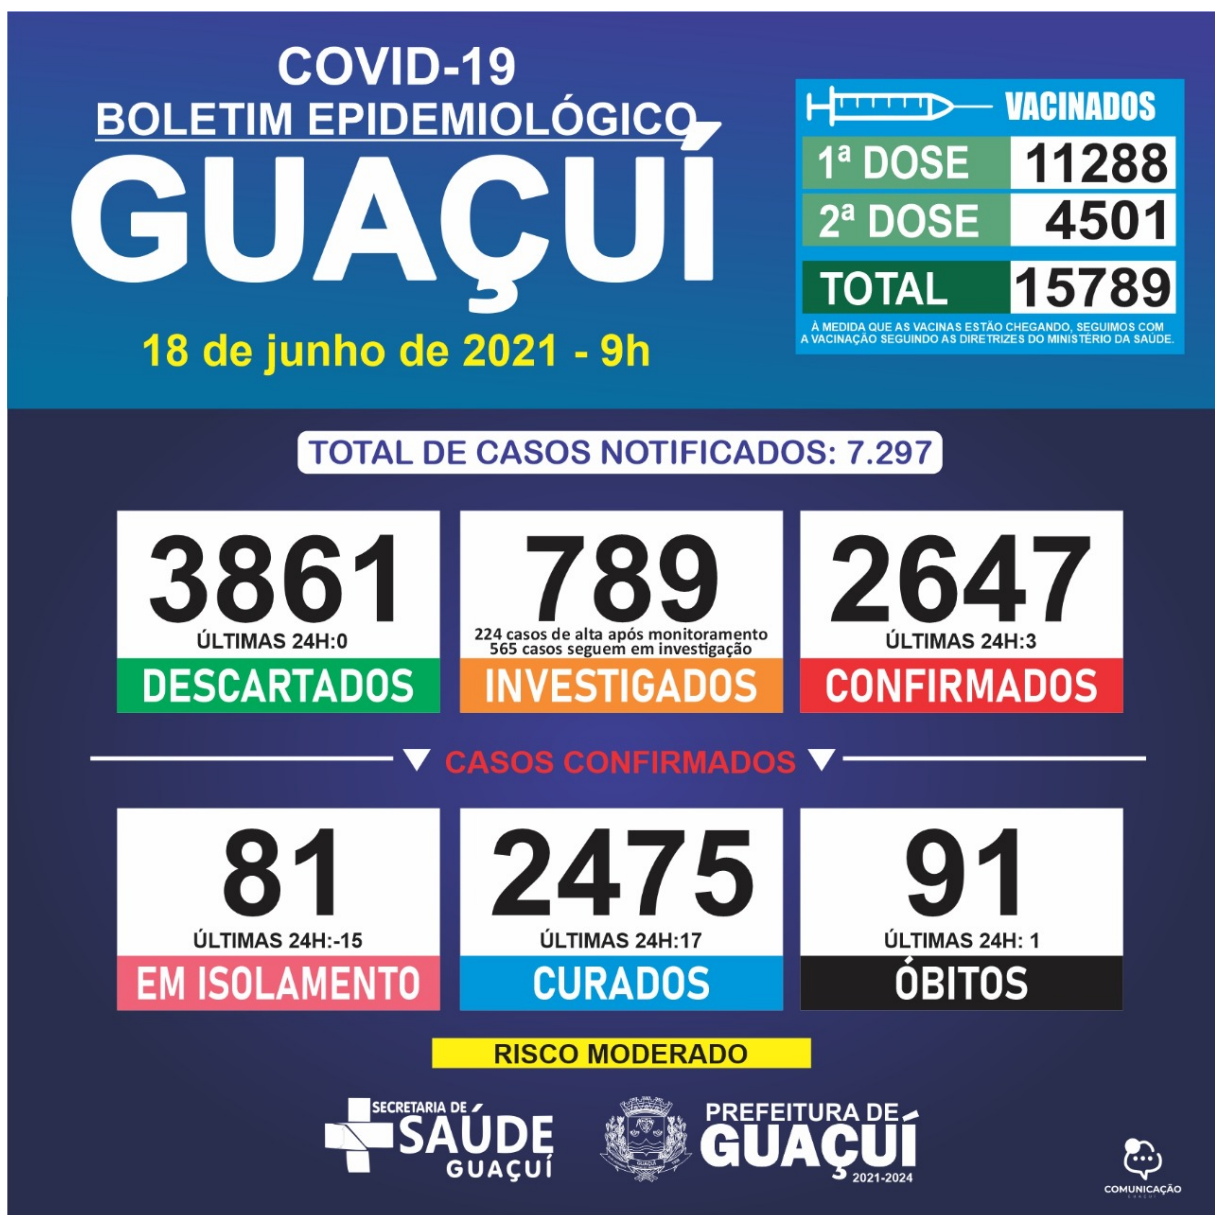 COVID-19
BOLETIM EPIDEMIOLÓGICO
GUAÇUÍ
18 de junho de 2021 - 9h
VACINADOS
1ª DOSE 11288
2ª DOSE 4501
TOTAL 15789
À MEDIDA QUE AS VACINAS ESTÃO CHEGANDO, SEGUIMOS COM
A VACINAÇÃO SEGUINDO AS DIRETRIZES DO MINISTÉRIO DA SAÚDE.
TOTAL DE CASOS NOTIFICADOS: 7.297
3861
ÚLTIMAS 24H:0
DESCARTADOS
789
224 casos de alta após monitoramento
565 casos seguem em investigação
INVESTIGADOS
2647
ÚLTIMAS 24H:3
CONFIRMADOS
CASOS CONFIRMADOS
81
ÚLTIMAS 24H:-15
EM ISOLAMENTO
2475
ÚLTIMAS 24H:17
CURADOS
91
ÚLTIMAS 24H: 1
ÓBITOS
RISCO MODERADO
SECRETARIA DE
SAÚDE
GUAÇUÍ
PREFEITURA DE
GUAÇUÍ
2021-2024
COMUNICAÇÃO
GUAÇUÍ